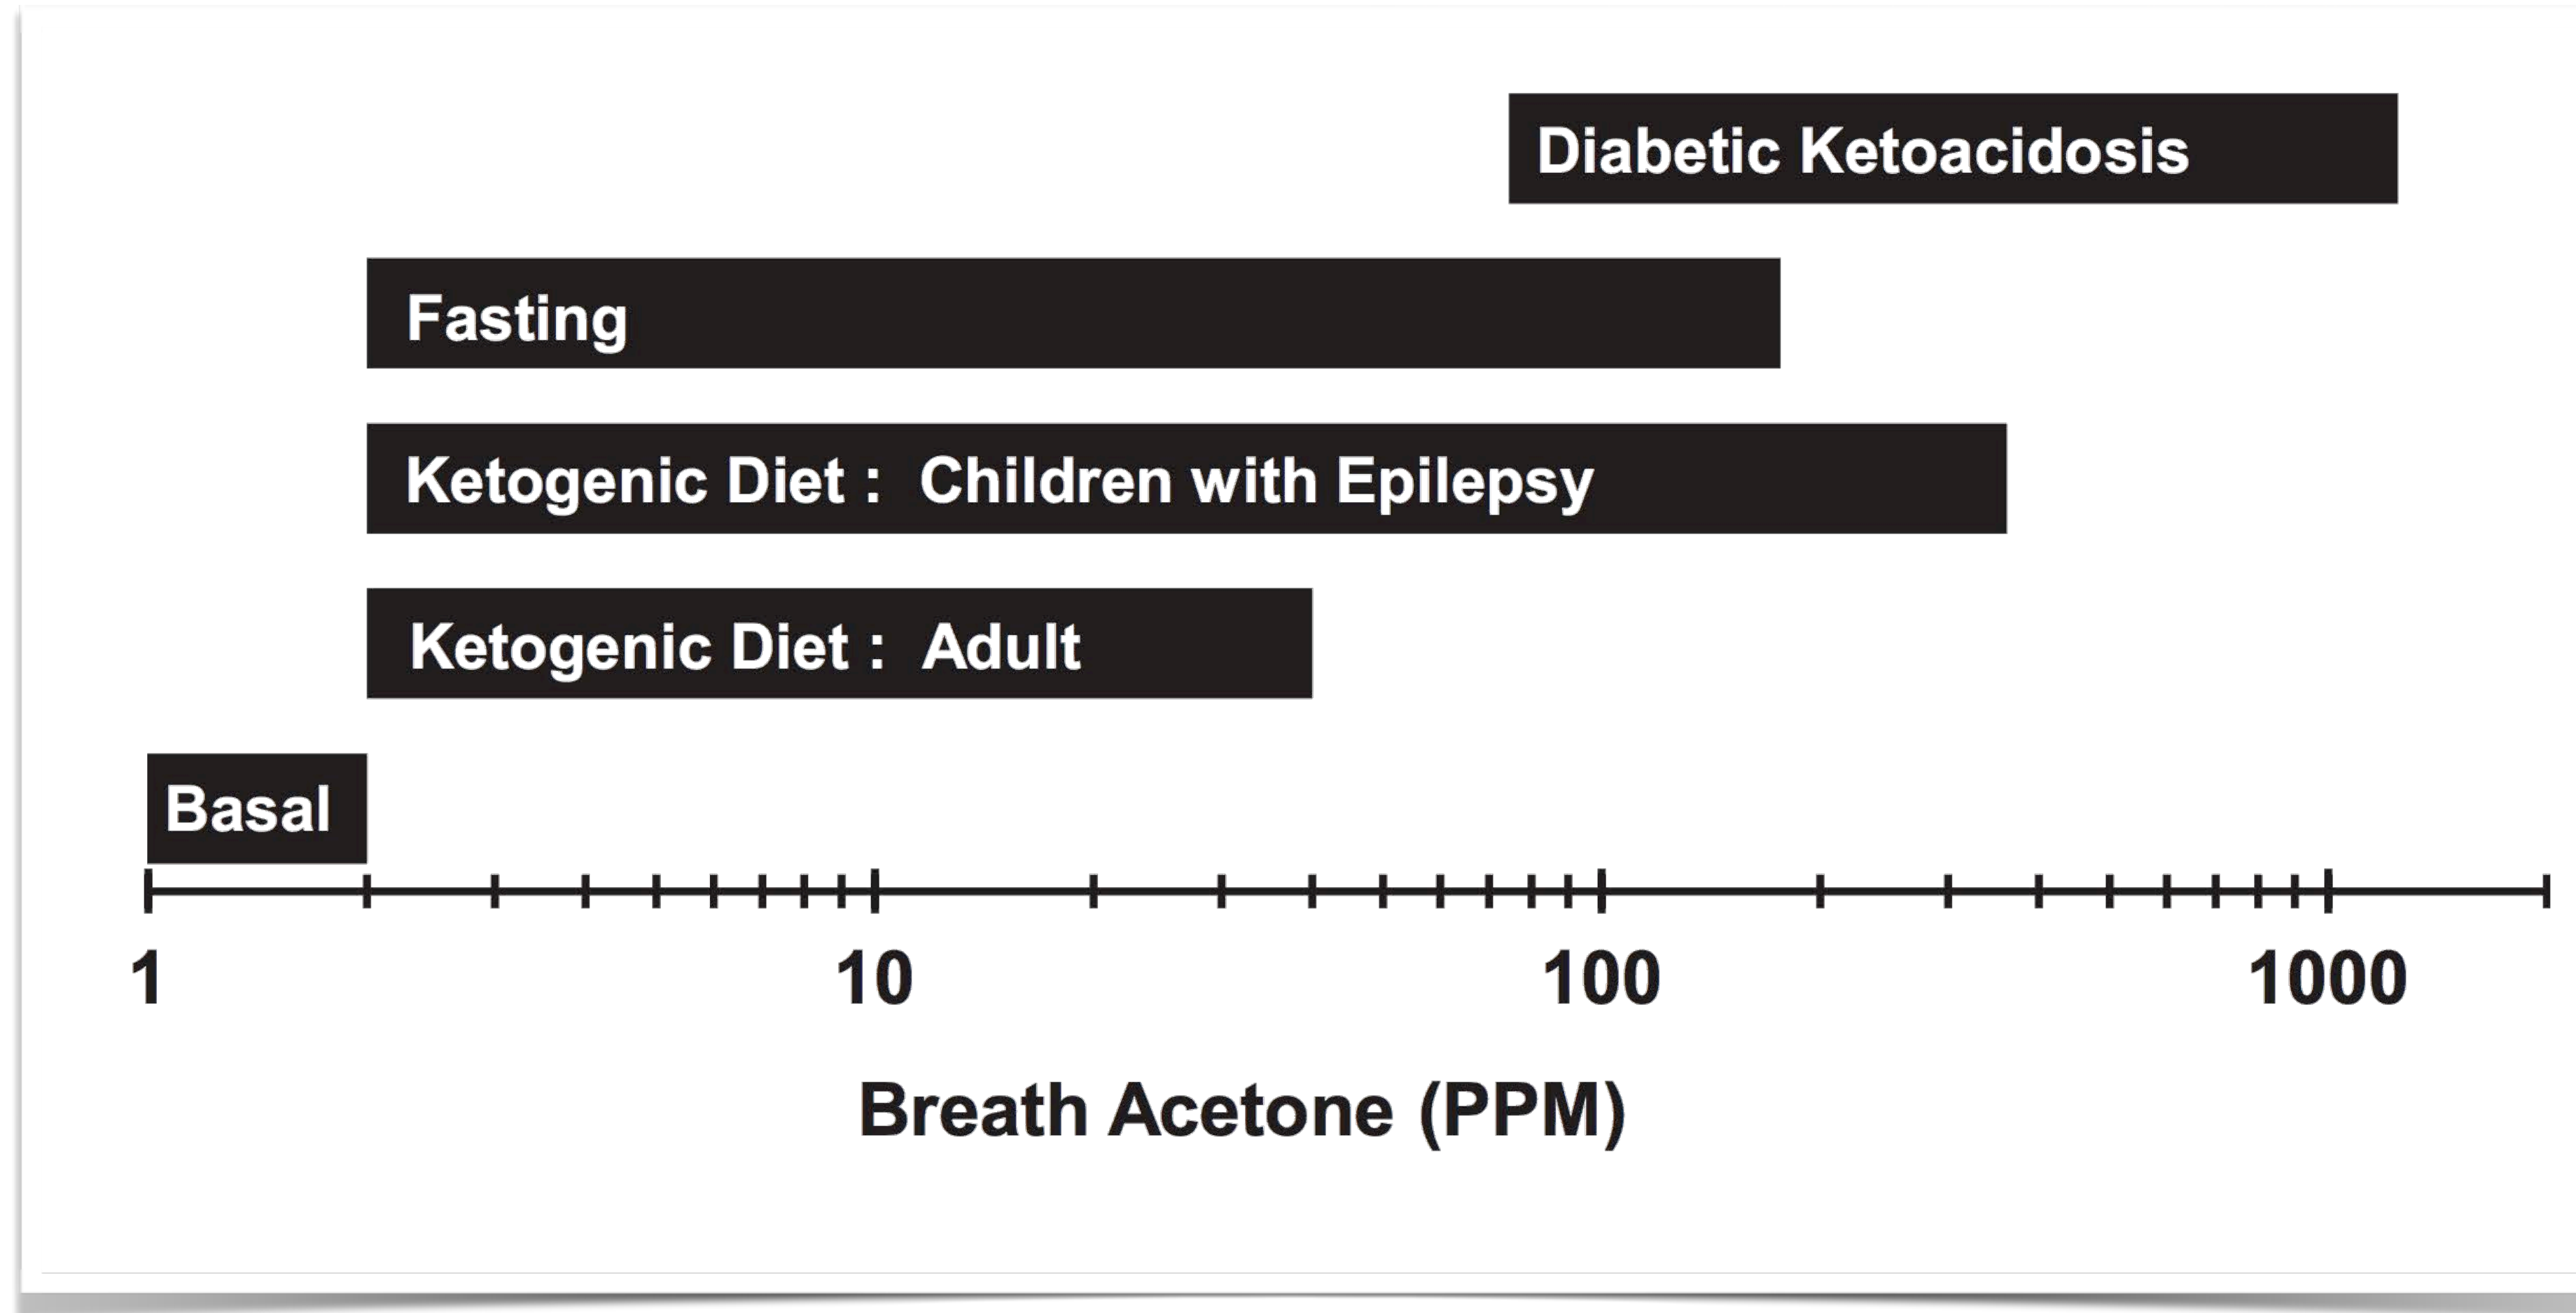 Diabetic Ketoacidosis
Fasting
Ketogenic Diet : Children with Epilepsy
Ketogenic Diet : Adult
Basal
1 10 100 1000
Breath Acetone (PPM)